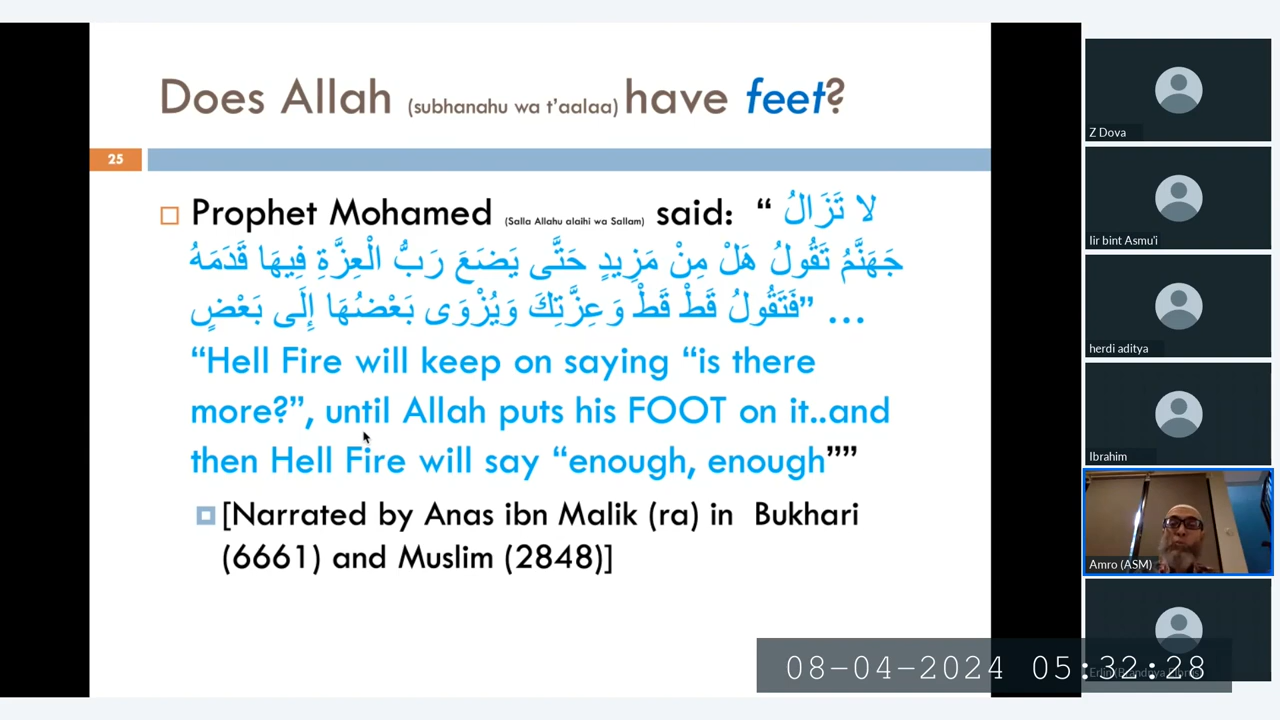 Does Allah (subhanahu wa t'aalaa) have feet?
25
Prophet Mohamed (Salla Allahu alaihi wa Sallam) said: “ لا تَزَالُ
جَهَنَّمُ تَقُولُ هَلْ مِنْ مَزِيدٍ حَتَّى يَضَعَ رَبُّ الْعِزَّةِ فِيهَا قَدَمَهُ
فَتَقُولُ قَطْ قَطْ وَعِزَّتِكَ وَيُزْوَى بَعْضُهَا إِلَى بَعْضٍ” ...
“Hell Fire will keep on saying “is there
more?”, until Allah puts his FOOT on it..and
then Hell Fire will say “enough, enough””
[Narrated by Anas ibn Malik (ra) in Bukhari
(6661) and Muslim (2848)]
Z Dova
Iir bint Asmu'i
herdi aditya
Ibrahim
Amro (ASM)
08-04-2024 05:32:28